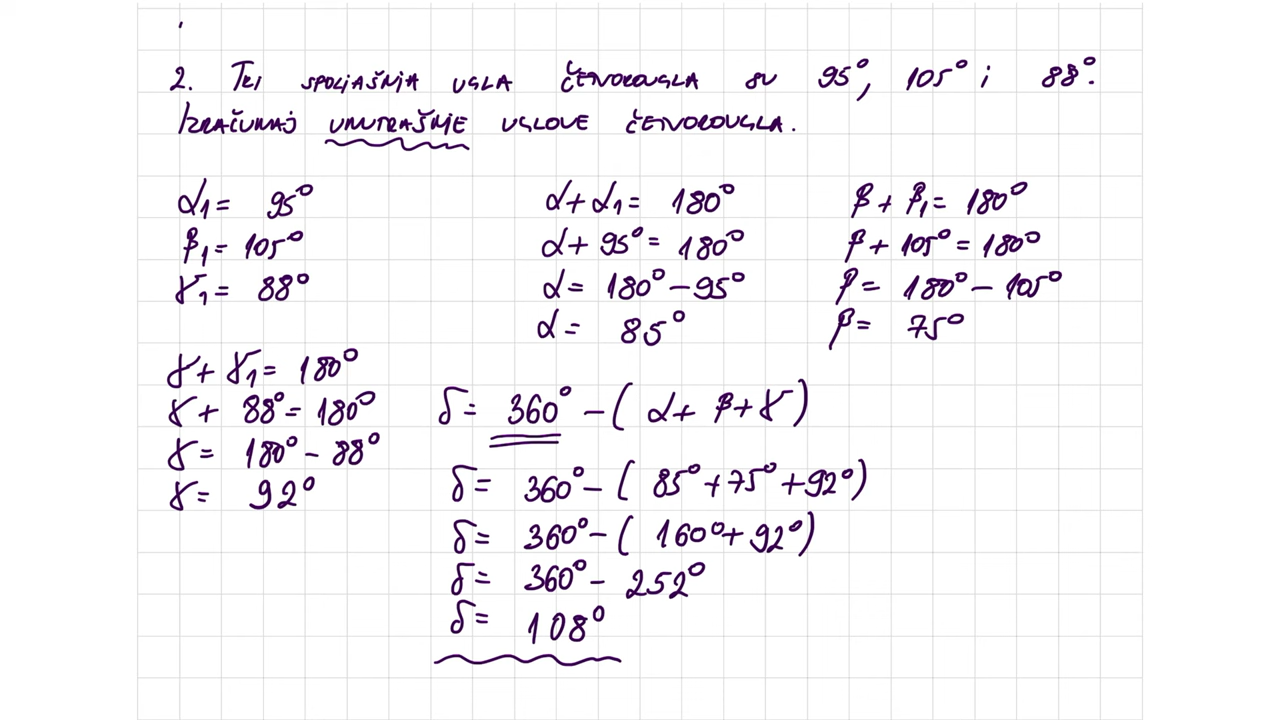 2. TRI SPOLJAŠNJA UGLA ČETVOROUGLA SU 95°, 105° i 88°.
IZRAČUNAJ UNUTRAŠNJE UGLOVE ČETVOROUGLA.
α₁ = 95°
β₁ = 105°
γ₁ = 88°
α + α₁ = 180°
α + 95° = 180°
α = 180° - 95°
α = 85°
β + β₁ = 180°
β + 105° = 180°
β = 180° - 105°
β = 75°
γ + γ₁ = 180°
γ + 88° = 180°
γ = 180° - 88°
γ = 92°
δ = 360° - (α + β + γ)
δ = 360° - (85° + 75° + 92°)
δ = 360° - (160° + 92°)
δ = 360° - 252°
δ = 108°